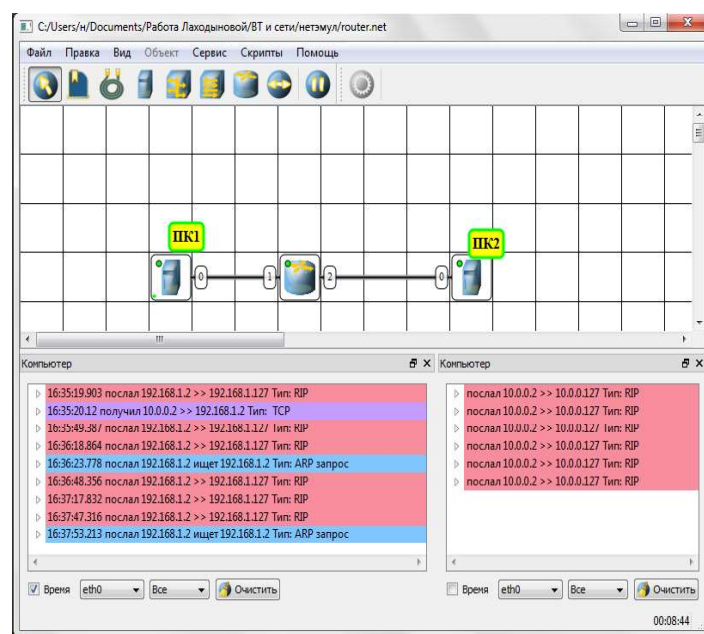 C:/Users/н/Documents/Работа Лаходыновой/ВТ и сети/нетэмул/router.net
Файл Правка Вид Объект Сервис Скрипты Помощь
ПК1
ПК2
0 1 2 0
Компьютер
16:35:19.903 послал 192.168.1.2 >> 192.168.1.127 Тип: RIP
16:35:20.12 получил 10.0.0.2 >> 192.168.1.2 Тип: TCP
16:35:49.387 послал 192.168.1.2 >> 192.168.1.127 Тип: RIP
16:36:18.864 послал 192.168.1.2 >> 192.168.1.127 Тип: RIP
16:36:23.778 послал 192.168.1.2 ищет 192.168.1.2 Тип: ARP запрос
16:36:48.356 послал 192.168.1.2 >> 192.168.1.127 Тип: RIP
16:37:17.832 послал 192.168.1.2 >> 192.168.1.127 Тип: RIP
16:37:47.316 послал 192.168.1.2 >> 192.168.1.127 Тип: RIP
16:37:53.213 послал 192.168.1.2 ищет 192.168.1.2 Тип: ARP запрос
Время eth0 Все Очистить
Компьютер
послал 10.0.0.2 >> 10.0.0.127 Тип: RIP
послал 10.0.0.2 >> 10.0.0.127 Тип: RIP
послал 10.0.0.2 >> 10.0.0.127 Тип: RIP
послал 10.0.0.2 >> 10.0.0.127 Тип: RIP
послал 10.0.0.2 >> 10.0.0.127 Тип: RIP
послал 10.0.0.2 >> 10.0.0.127 Тип: RIP
Время eth0 Все Очистить
00:08:44